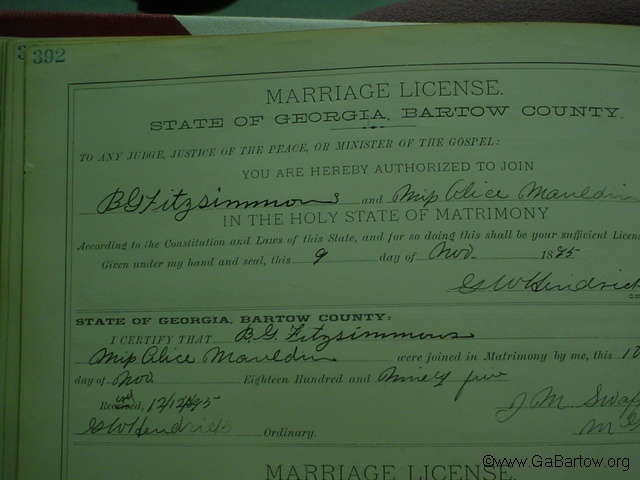 392
MARRIAGE LICENSE.
STATE OF GEORGIA, BARTOW COUNTY.
TO ANY JUDGE, JUSTICE OF THE PEACE, OR MINISTER OF THE GOSPEL:
YOU ARE HEREBY AUTHORIZED TO JOIN
B G Fitzsimmons and Miss Alice Mauldin
IN THE HOLY STATE OF MATRIMONY
According to the Constitution and Laws of this State, and for so doing this shall be your sufficient Licen
Given under my hand and seal, this 9 day of Nov. 1895
G W Hendrick
STATE OF GEORGIA, BARTOW COUNTY:
I CERTIFY THAT B. G. Fitzsimmons
Miss Alice Mauldin were joined in Matrimony by me, this 10
day of Nov Eighteen Hundred and Ninety five
J M Swaf
12/12/95
M G
G W Hendricks Ordinary.
MARRIAGE LICENSE.
©www.GaBartow.org